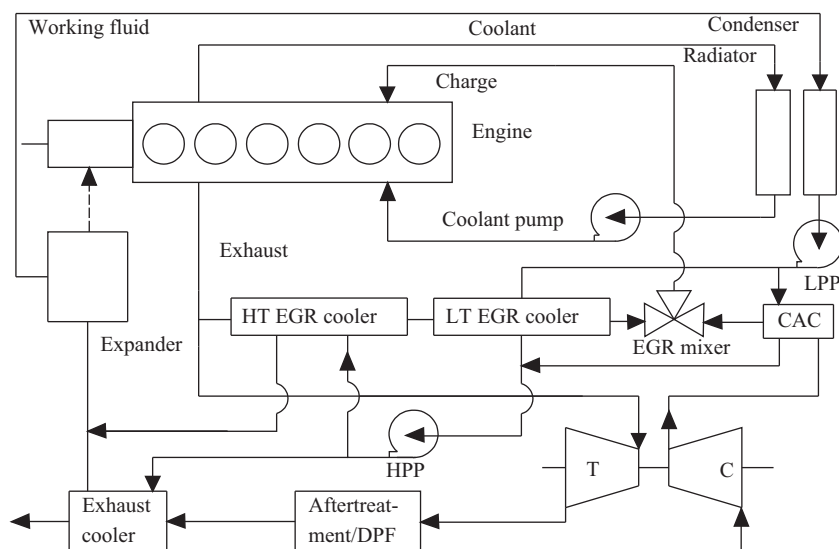 Working fluid
Coolant
Condenser
Radiator
Charge
Engine
Coolant pump
Exhaust
LPP
HT EGR cooler
LT EGR cooler
CAC
EGR mixer
Expander
HPP
T
C
Exhaust
cooler
Aftertreat-
ment/DPF